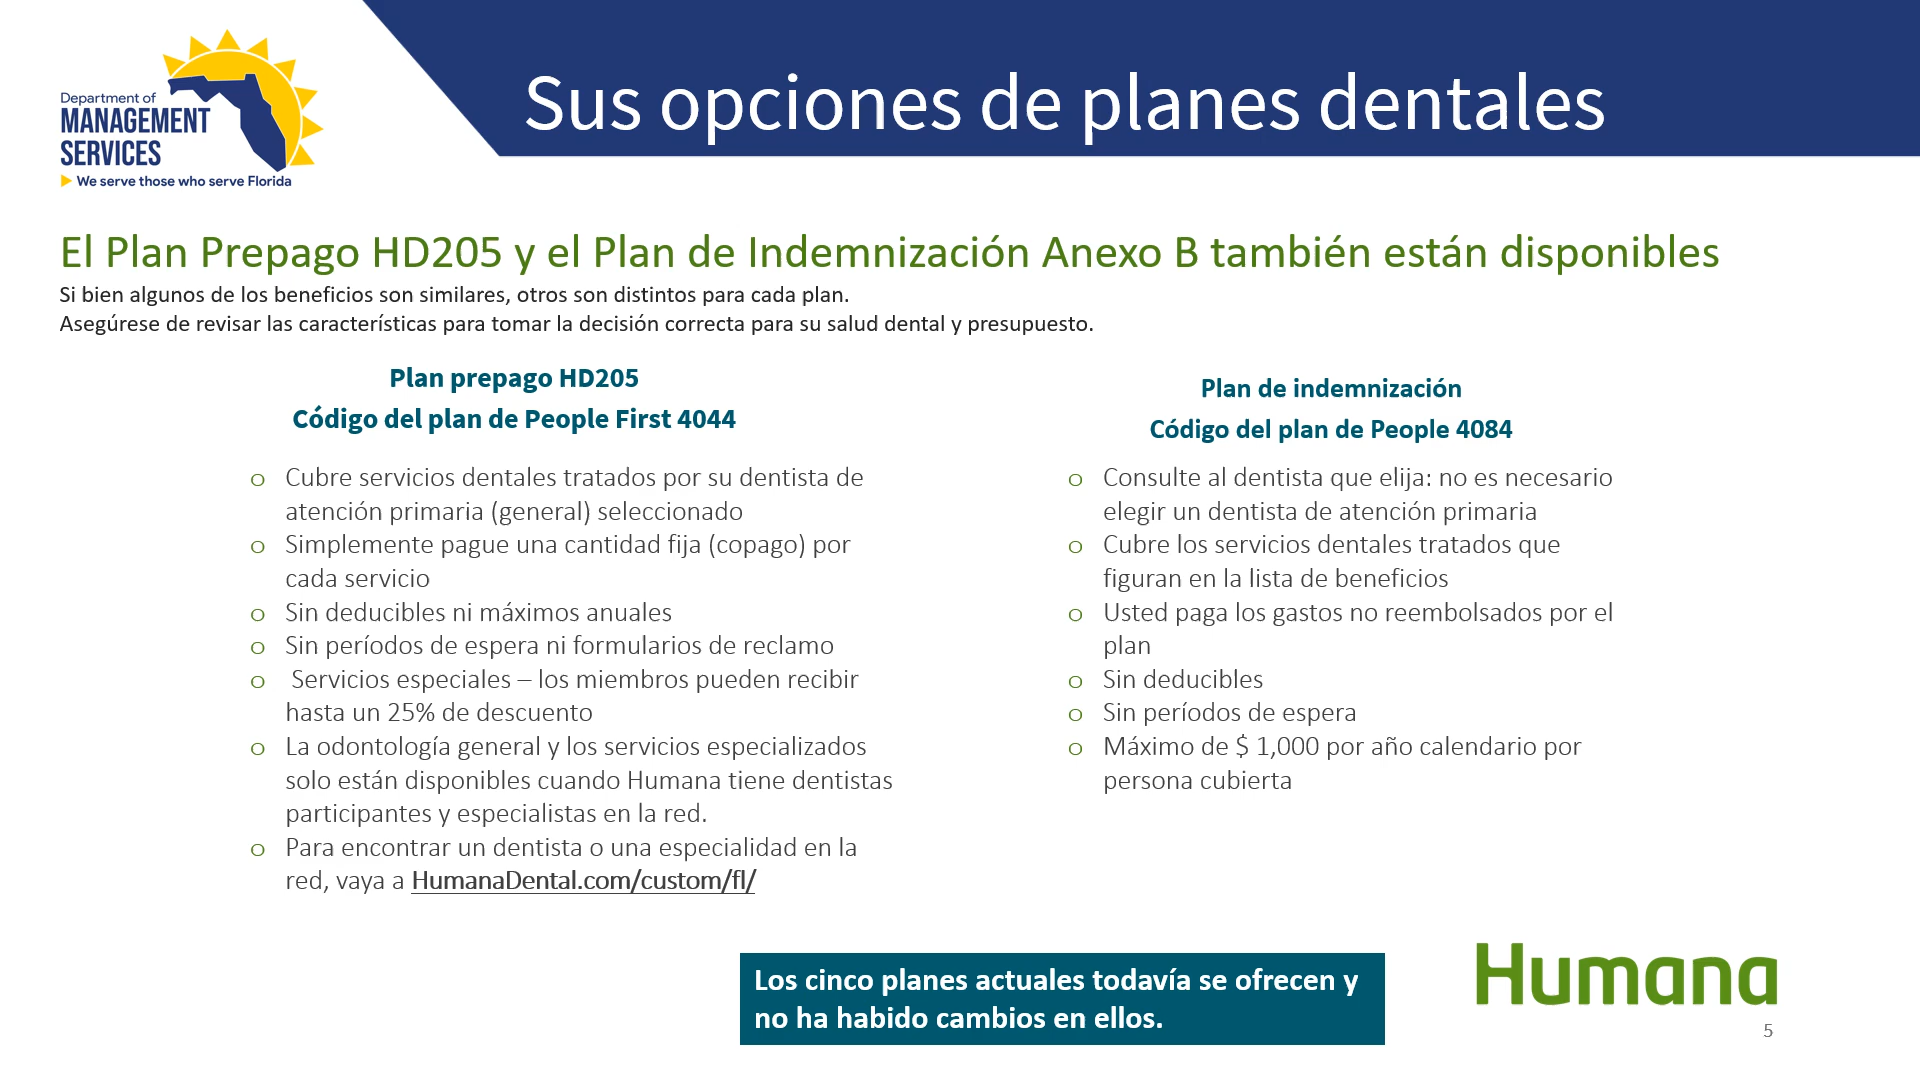 Department of
MANAGEMENT
SERVICES
We serve those who serve Florida
Sus opciones de planes dentales
El Plan Prepago HD205 y el Plan de Indemnización Anexo B también están disponibles
Si bien algunos de los beneficios son similares, otros son distintos para cada plan.
Asegúrese de revisar las características para tomar la decisión correcta para su salud dental y presupuesto.
Plan prepago HD205
Código del plan de People First 4044
o Cubre servicios dentales tratados por su dentista de
atención primaria (general) seleccionado
o Simplemente pague una cantidad fija (copago) por
cada servicio
o Sin deducibles ni máximos anuales
o Sin períodos de espera ni formularios de reclamo
o Servicios especiales – los miembros pueden recibir
hasta un 25% de descuento
o La odontología general y los servicios especializados
solo están disponibles cuando Humana tiene dentistas
participantes y especialistas en la red.
o Para encontrar un dentista o una especialidad en la
red, vaya a HumanaDental.com/custom/fl/
Plan de indemnización
Código del plan de People 4084
o Consulte al dentista que elija: no es necesario
elegir un dentista de atención primaria
o Cubre los servicios dentales tratados que
figuran en la lista de beneficios
o Usted paga los gastos no reembolsados por el
plan
o Sin deducibles
o Sin períodos de espera
o Máximo de $ 1,000 por año calendario por
persona cubierta
Los cinco planes actuales todavía se ofrecen y
no ha habido cambios en ellos.
Humana
5